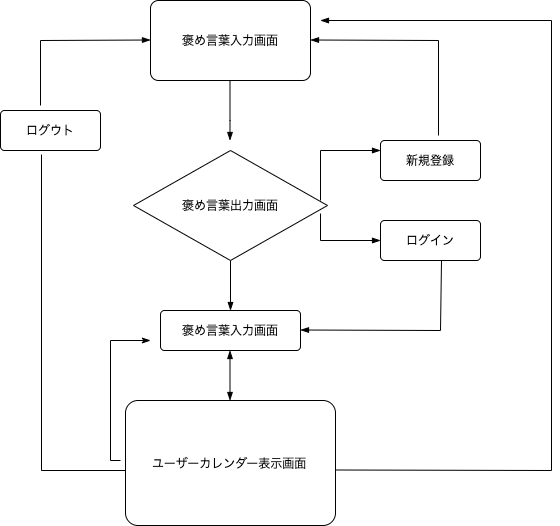 褒め言葉入力画面
ログウト
褒め言葉出力画面
新規登録
ログイン
褒め言葉入力画面
ユーザーカレンダー表示画面